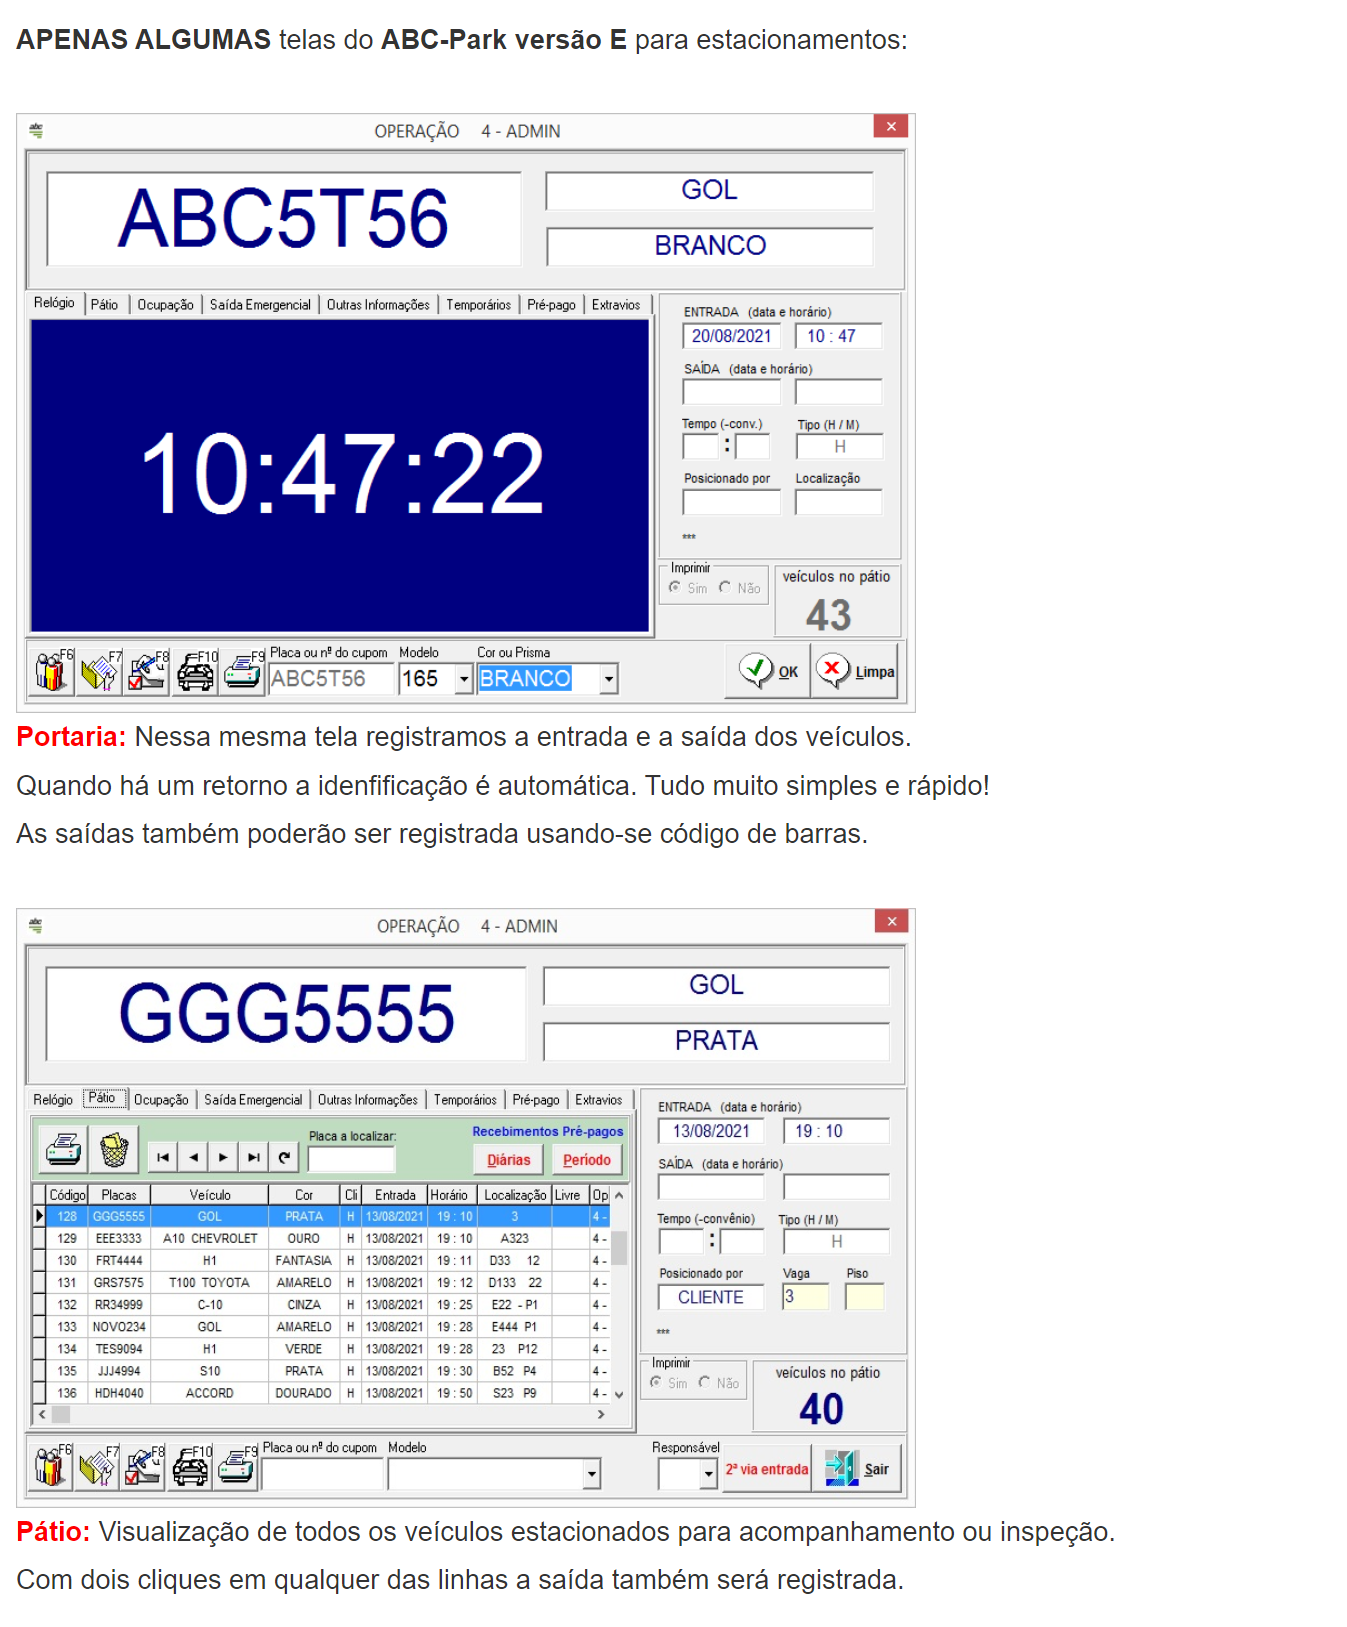 APENAS ALGUMAS telas do ABC-Park versão E para estacionamentos:
abc
OPERAÇÃO 4 - ADMIN
ABC5T56
GOL
BRANCO
Relógio Pátio Ocupação Saída Emergencial Outras Informações Temporários Pré-pago Extravios
ENTRADA (data e horário)
20/08/2021 10 : 47
SAÍDA (data e horário)
Tempo (-conv.) Tipo (H / M)
: H
Posicionado por Localização
***
10:47:22
Imprimir
Sim Não
veículos no pátio
43
F6 F7 F8 F10 F9
Placa ou nº do cupom Modelo Cor ou Prisma
ABC5T56 165 BRANCO
OK Limpa
Portaria: Nessa mesma tela registramos a entrada e a saída dos veículos.
Quando há um retorno a idenfificação é automática. Tudo muito simples e rápido!
As saídas também poderão ser registrada usando-se código de barras.
abc
OPERAÇÃO 4 - ADMIN
GGG5555
GOL
PRATA
Relógio Pátio Ocupação Saída Emergencial Outras Informações Temporários Pré-pago Extravios
Placa a localizar: Recebimentos Pré-pagos
Diárias Período
Código Placas Veículo Cor Cli Entrada Horário Localização Livre Op
128 GGG5555 GOL PRATA H 13/08/2021 19 : 10 3 4 -
129 EEE3333 A10 CHEVROLET OURO H 13/08/2021 19 : 10 A323 4 -
130 FRT4444 H1 FANTASIA H 13/08/2021 19 : 11 D33 12 4 -
131 GRS7575 T100 TOYOTA AMARELO H 13/08/2021 19 : 12 D133 22 4 -
132 RR34999 C-10 CINZA H 13/08/2021 19 : 25 E22 - P1 4 -
133 NOVO234 GOL AMARELO H 13/08/2021 19 : 28 E444 P1 4 -
134 TES9094 H1 VERDE H 13/08/2021 19 : 28 23 P12 4 -
135 JJJ4994 S10 PRATA H 13/08/2021 19 : 30 B52 P4 4 -
136 HDH4040 ACCORD DOURADO H 13/08/2021 19 : 50 S23 P9 4 -
ENTRADA (data e horário)
13/08/2021 19 : 10
SAÍDA (data e horário)
Tempo (-convênio) Tipo (H / M)
: H
Posicionado por Vaga Piso
CLIENTE 3
***
Imprimir
Sim Não
veículos no pátio
40
F6 F7 F8 F10 F9
Placa ou nº do cupom Modelo Responsável
2ª via entrada Sair
Pátio: Visualização de todos os veículos estacionados para acompanhamento ou inspeção.
Com dois cliques em qualquer das linhas a saída também será registrada.